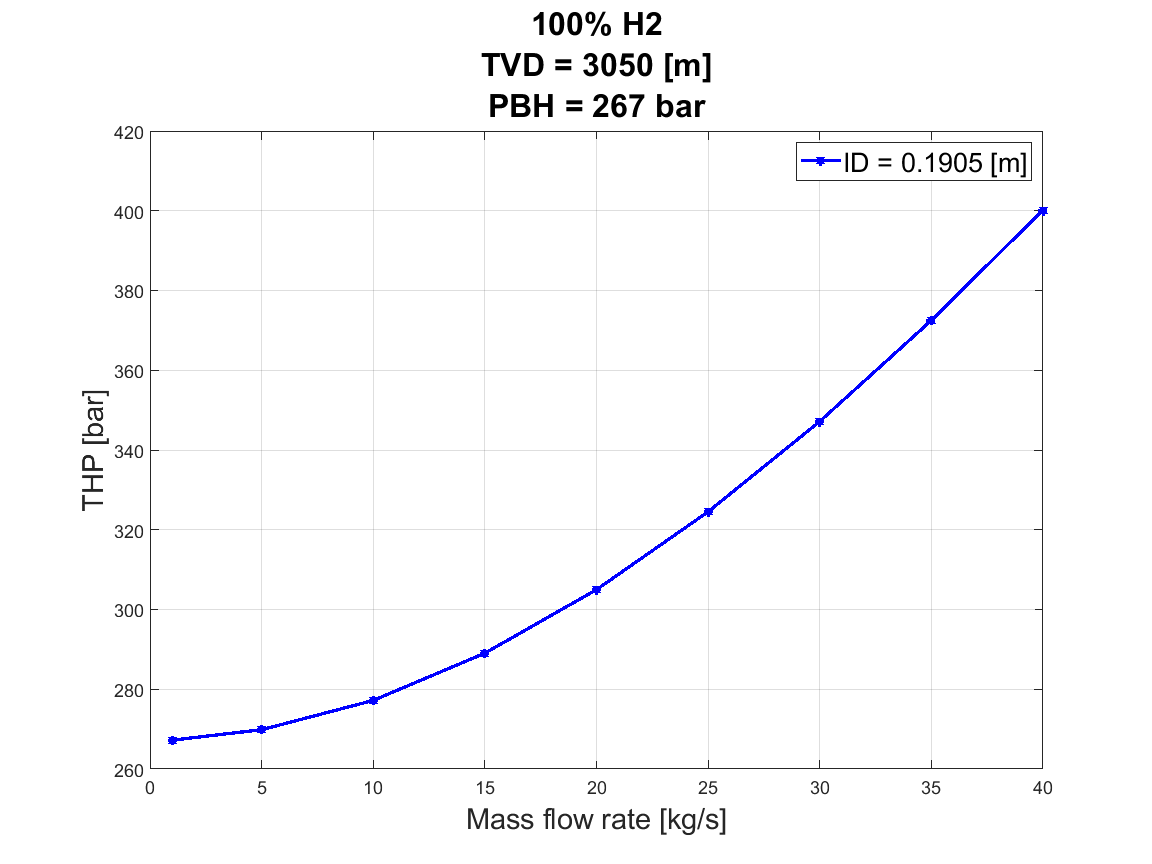 100% H2
TVD = 3050 [m]
PBH = 267 bar
ID = 0.1905 [m]
THP [bar]
420
400
380
360
340
320
300
280
260
0 5 10 15 20 25 30 35 40
Mass flow rate [kg/s]